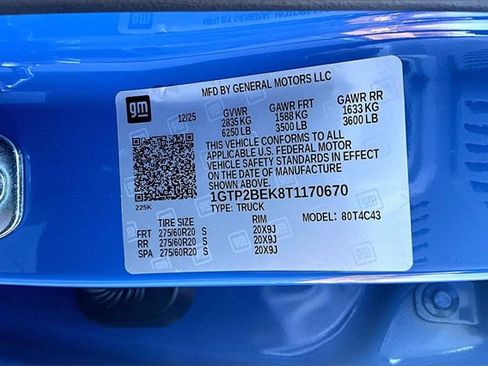 MFD BY GENERAL MOTORS LLC
gm
12/25
GVWR GAWR FRT GAWR RR
2835 KG 1588 KG 1633 KG
6250 LB 3500 LB 3600 LB
THIS VEHICLE CONFORMS TO ALL
APPLICABLE U.S. FEDERAL MOTOR
VEHICLE SAFETY STANDARDS IN EFFECT
ON THE DATE OF MANUFACTURE
SHOWN ABOVE.
1GTP2BEK8T1170670
225K
TYPE: TRUCK MODEL: 80T4C43
TIRE SIZE RIM
FRT 275/60R20 S 20X9J
RR 275/60R20 S 20X9J
SPA 275/60R20 S 20X9J